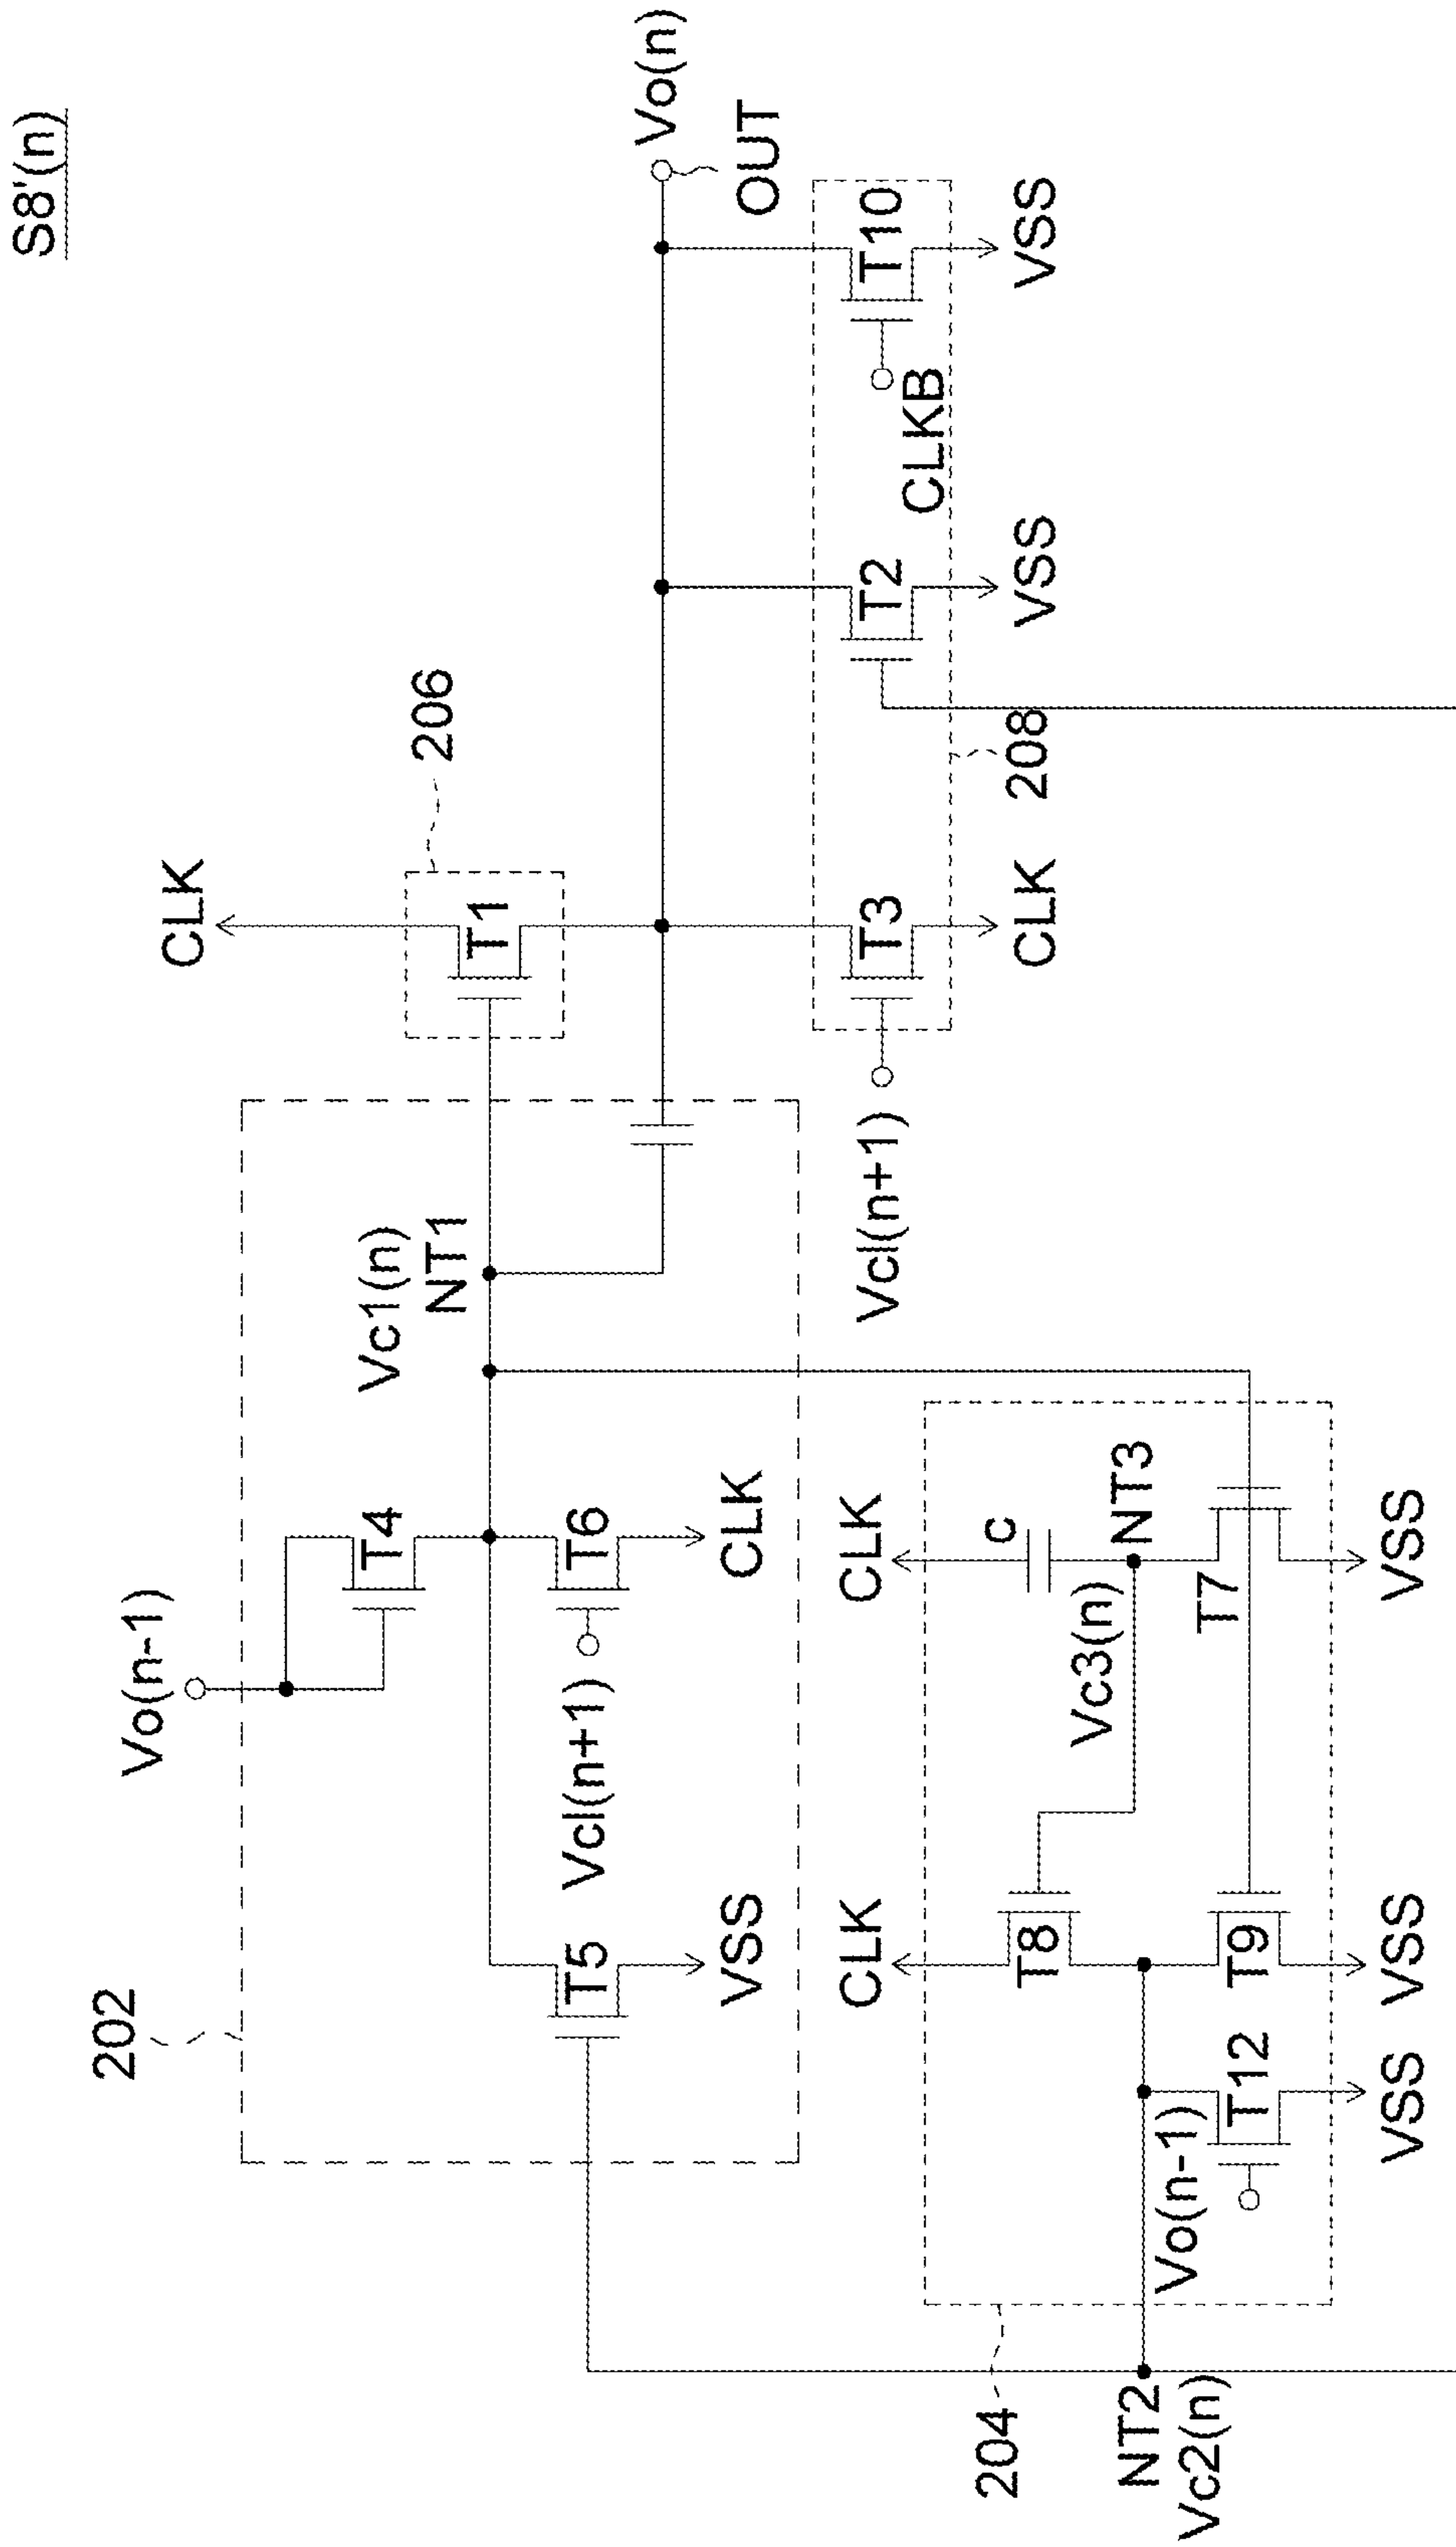 S8'(n)
202
Vo(n-1)
T4
Vc1(n)
NT1
CLK
206
T1
Vo(n)
OUT
T5
VSS
Vcl(n+1)
T6
CLK
Vcl(n+1)
T3
CLK
208
T2
VSS
CLKB
T10
VSS
204
NT2
Vc2(n)
CLK
T8
Vc3(n)
CLK
c
NT3
T7
VSS
T9
VSS
Vo(n-1)
T12
VSS